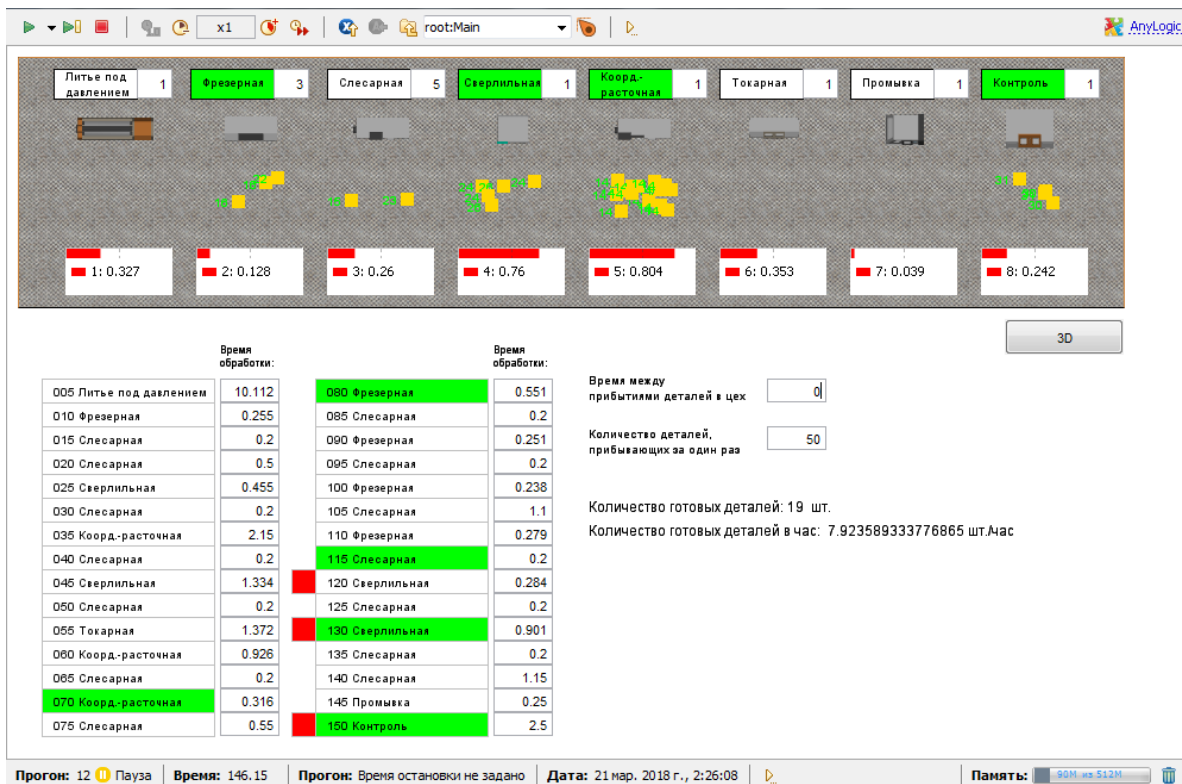 x1
root:Main
AnyLogic
Литье под давлением 1
Фрезерная 3
Слесарная 5
Сверлильная 1
Коорд.-расточная 1
Токарная 1
Промывка 1
Контроль 1
1: 0.327
2: 0.128
3: 0.26
4: 0.76
5: 0.804
6: 0.353
7: 0.039
8: 0.242
3D
Время обработки:
Время обработки:
005 Литье под давлением 10.112
010 Фрезерная 0.255
015 Слесарная 0.2
020 Слесарная 0.5
025 Сверлильная 0.455
030 Слесарная 0.2
035 Коорд.-расточная 2.15
040 Слесарная 0.2
045 Сверлильная 1.334
050 Слесарная 0.2
055 Токарная 1.372
060 Коорд.-расточная 0.926
065 Слесарная 0.2
070 Коорд.-расточная 0.316
075 Слесарная 0.55
080 Фрезерная 0.551
085 Слесарная 0.2
090 Фрезерная 0.251
095 Слесарная 0.2
100 Фрезерная 0.238
105 Слесарная 1.1
110 Фрезерная 0.279
115 Слесарная 0.2
120 Сверлильная 0.284
125 Слесарная 0.2
130 Сверлильная 0.901
135 Слесарная 0.2
140 Слесарная 1.15
145 Промывка 0.25
150 Контроль 2.5
Время между
прибытиями деталей в цех 0
Количество деталей,
прибывающих за один раз 50
Количество готовых деталей: 19 шт.
Количество готовых деталей в час: 7.923589333776865 шт./час
Прогон: 12 Пауза Время: 146.15 Прогон: Время остановки не задано Дата: 21 мар. 2018 г., 2:26:08 Память: 90M из 512M